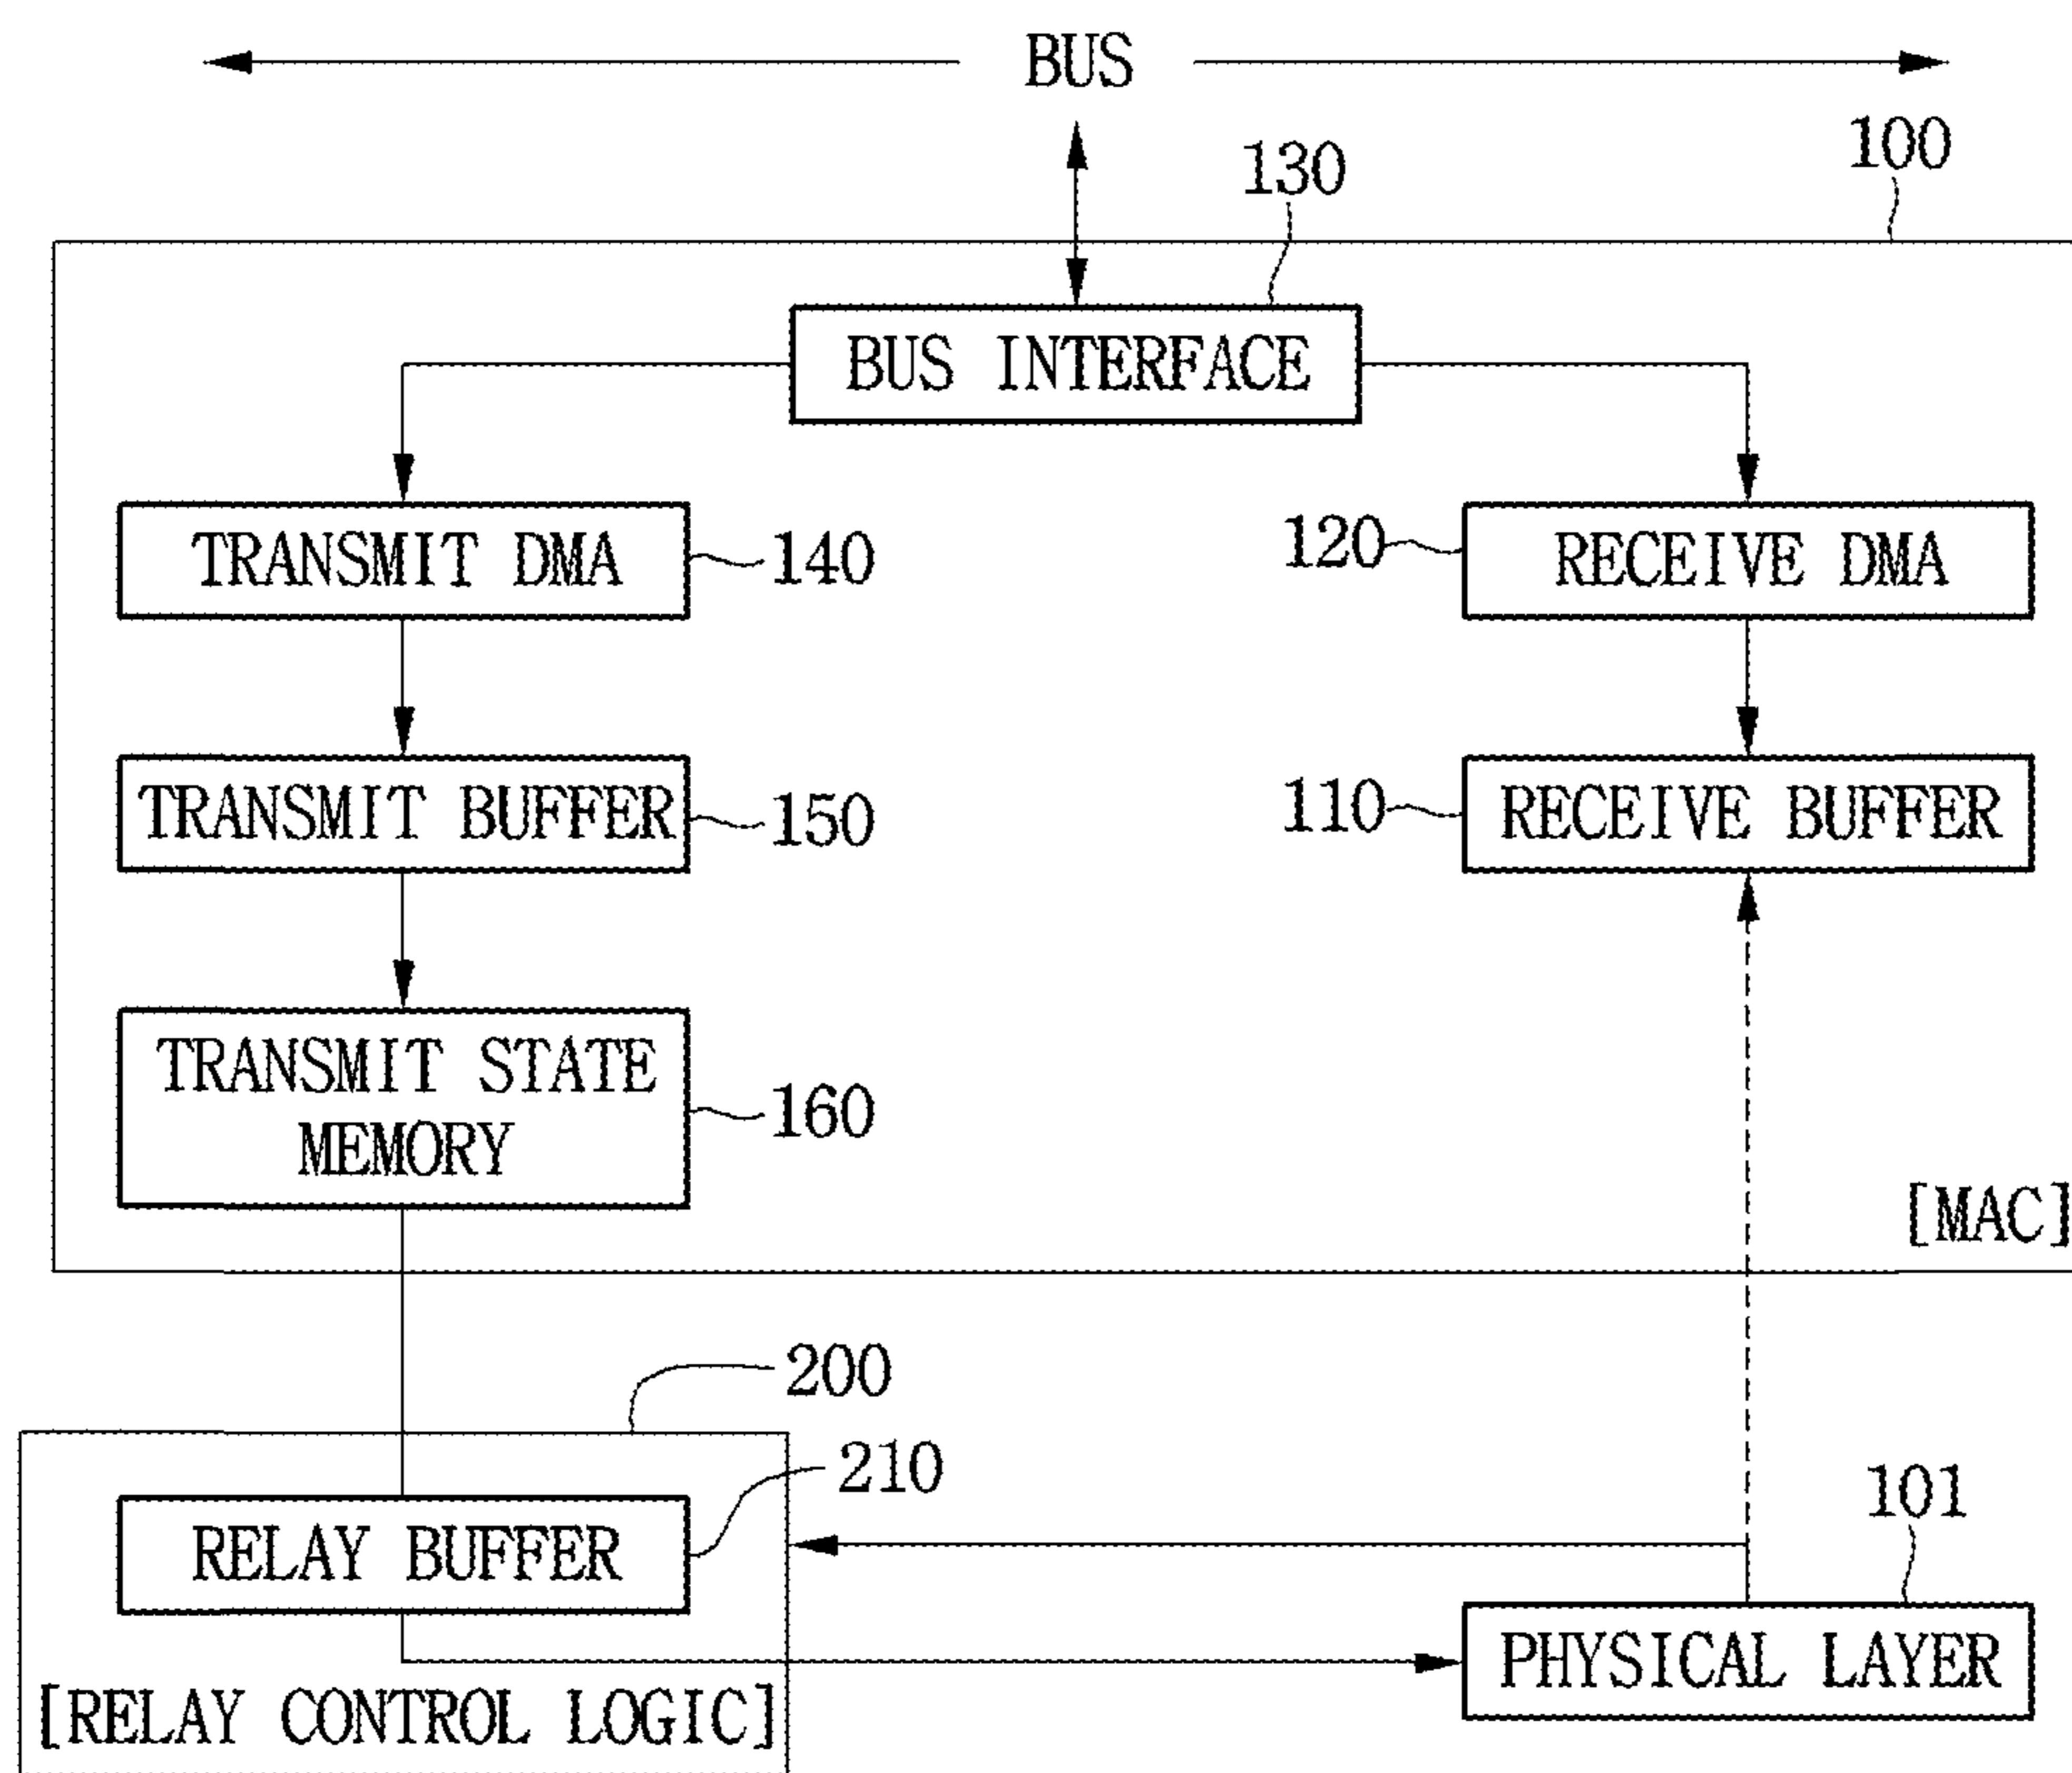 BUS
100
130
BUS INTERFACE
TRANSMIT DMA
140
120
RECEIVE DMA
TRANSMIT BUFFER
150
110
RECEIVE BUFFER
TRANSMIT STATE
MEMORY
160
[MAC]
200
210
RELAY BUFFER
101
PHYSICAL LAYER
[RELAY CONTROL LOGIC]